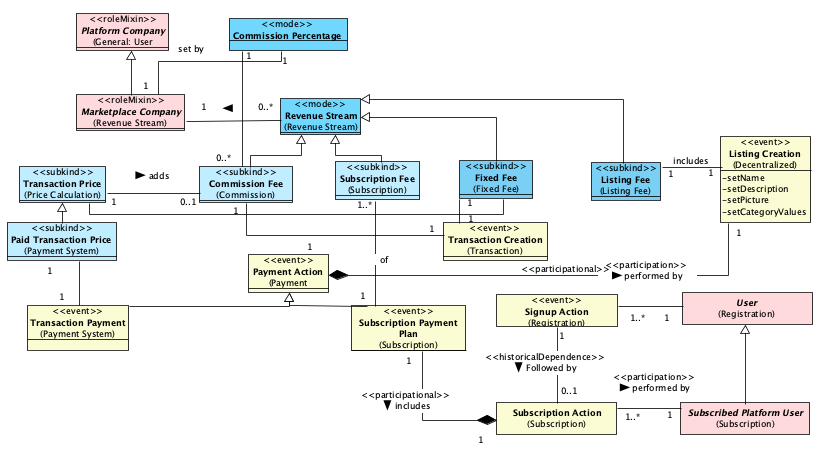 <<roleMixin>>
Platform Company
(General: User
<<mode>>
Commission Percentage
set by
1
1
1
<<roleMixin>>
Marketplace Company
(Revenue Stream)
1
0..*
<<mode>>
Revenue Stream
(Revenue Stream)
<<event>>
Listing Creation
(Decentralized)
-setName
-setDescription
-setPicture
-setCategoryValues
includes
1
1
0..*
<<subkind>>
Transaction Price
(Price Calculation)
adds
1
0..1
<<subkind>>
Commission Fee
(Commission)
<<subkind>>
Subscription Fee
(Subscription)
<<subkind>>
Fixed Fee
(Fixed Fee)
<<subkind>>
Listing Fee
(Listing Fee)
1
1..*
1
1
1
1
<<subkind>>
Paid Transaction Price
(Payment System)
<<event>>
Transaction Creation
(Transaction)
1
<<event>>
Payment Action
(Payment
of
<<participational>>
<<participation>>
performed by
1
1
1
<<event>>
Transaction Payment
(Payment System)
<<event>>
Subscription Payment
Plan
(Subscription)
<<event>>
Signup Action
(Registration)
1..*
1
User
(Registration)
1
1
<<historicalDependence>>
Followed by
<<participational>>
includes
0..1
<<participation>>
performed by
<<event>>
Subscription Action
(Subscription)
1..*
1
Subscribed Platform User
(Subscription)
1